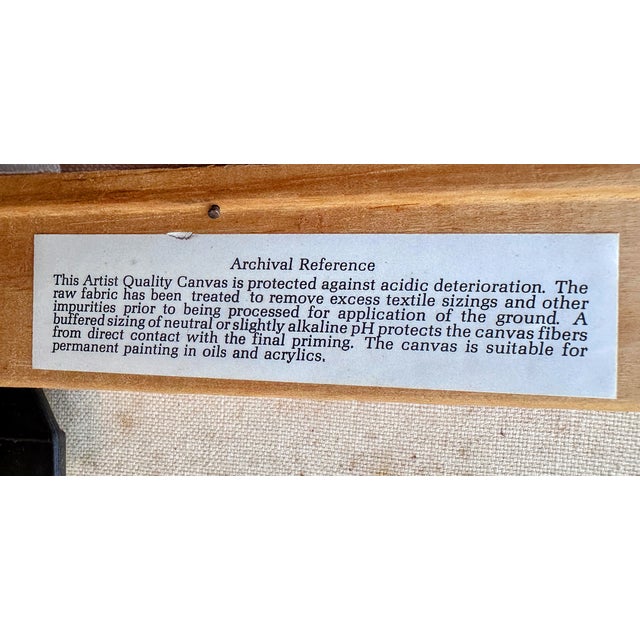 Archival Reference
This Artist Quality Canvas is protected against acidic deterioration. The
raw fabric has been treated to remove excess textile sizings and other
impurities prior to being processed for application of the ground. A
buffered sizing of neutral or slightly alkaline pH protects the canvas fibers
from direct contact with the final priming. The canvas is suitable for
permanent painting in oils and acrylics.